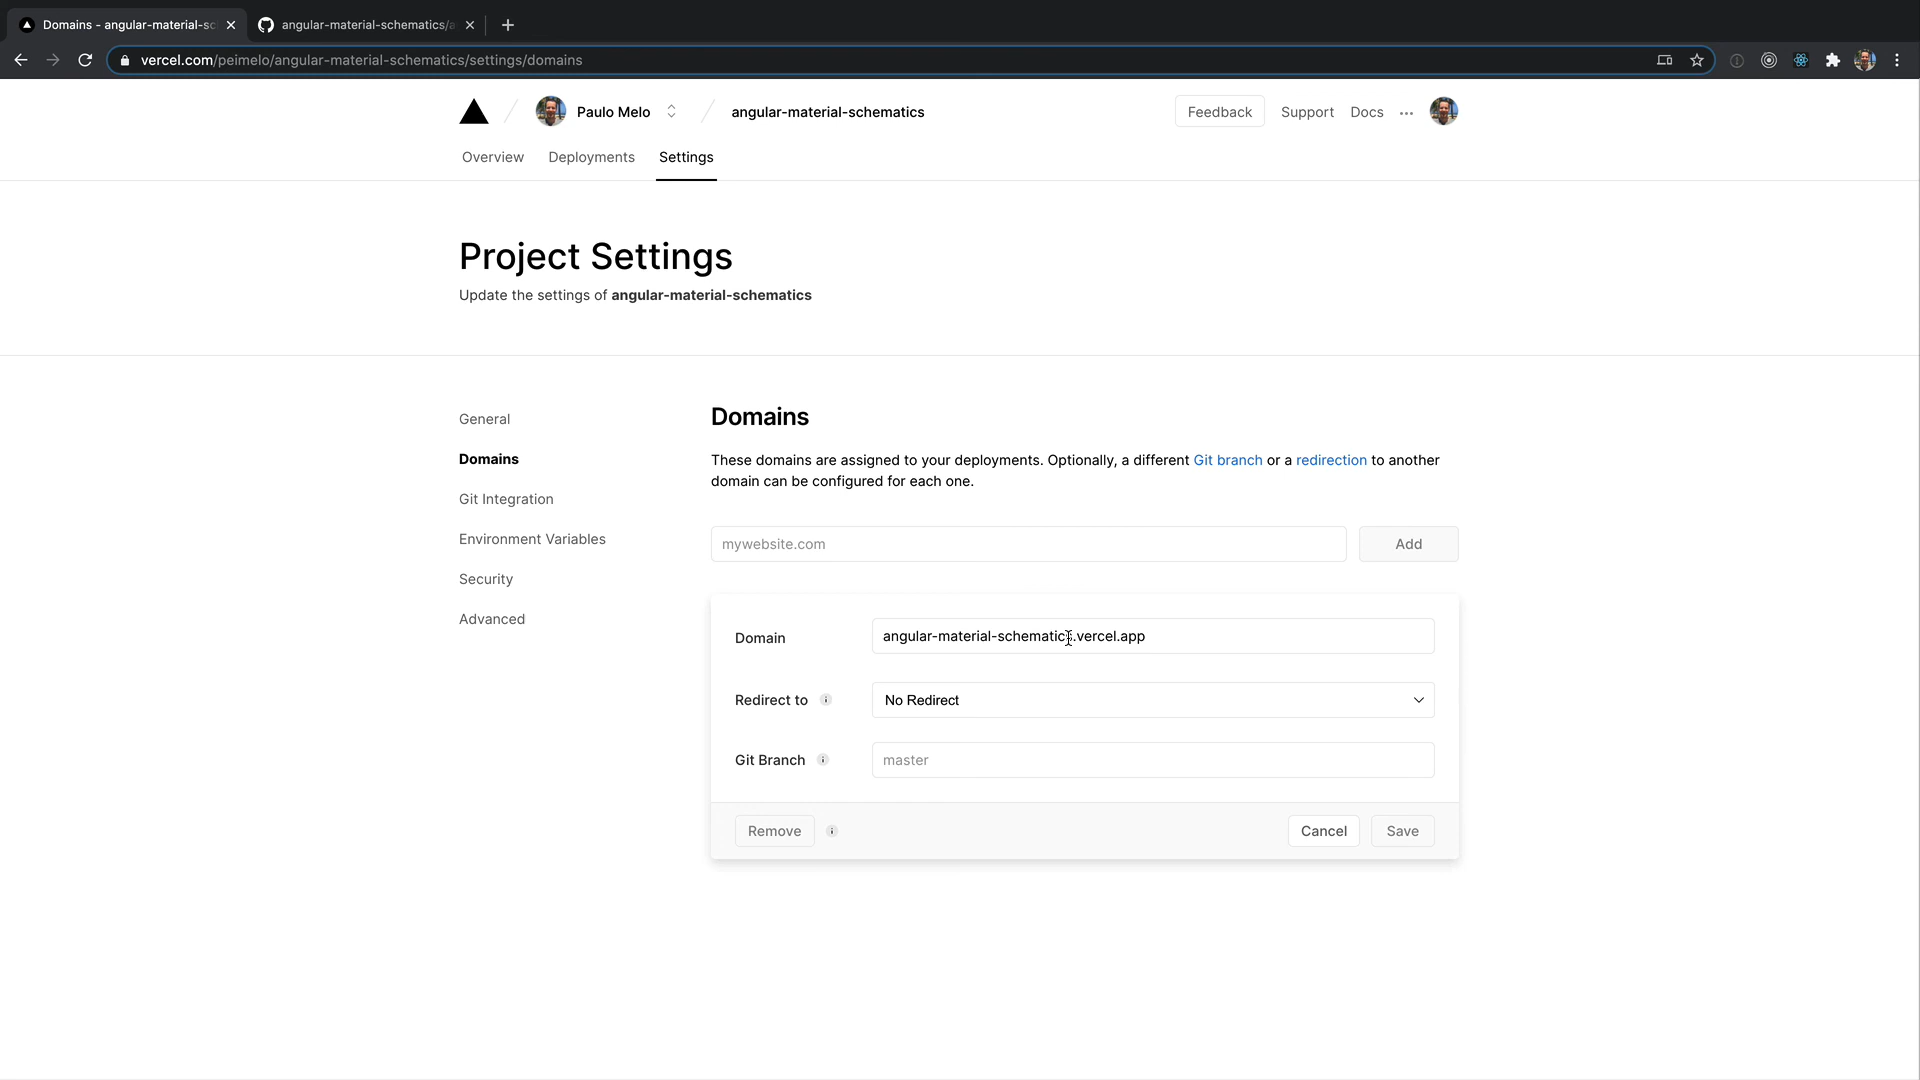 Domains - angular-material-sc
angular-material-schematics/a
vercel.com/peimelo/angular-material-schematics/settings/domains
Paulo Melo
angular-material-schematics
Feedback
Support
Docs
Overview
Deployments
Settings
Project Settings
Update the settings of angular-material-schematics
General
Domains
Git Integration
Environment Variables
Security
Advanced
Domains
These domains are assigned to your deployments. Optionally, a different Git branch or a redirection to another
domain can be configured for each one.
mywebsite.com
Add
Domain
angular-material-schematics.vercel.app
Redirect to
No Redirect
Git Branch
master
Remove
Cancel
Save